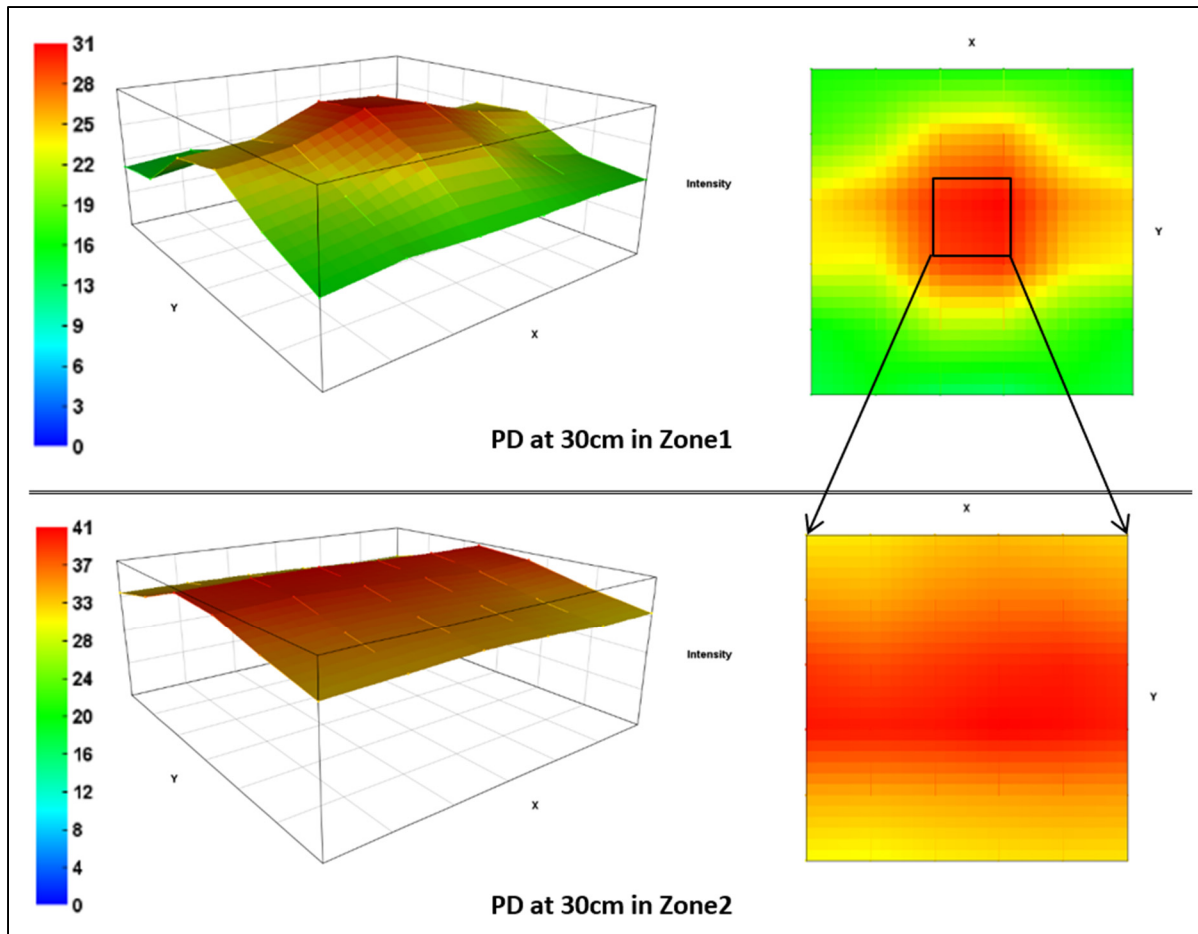 31
28
25
22
19
16
13
9
6
3
0
Y
X
Intensity
X
Y
PD at 30cm in Zone1
41
37
33
28
24
20
16
12
8
4
0
Y
X
Intensity
X
Y
PD at 30cm in Zone2